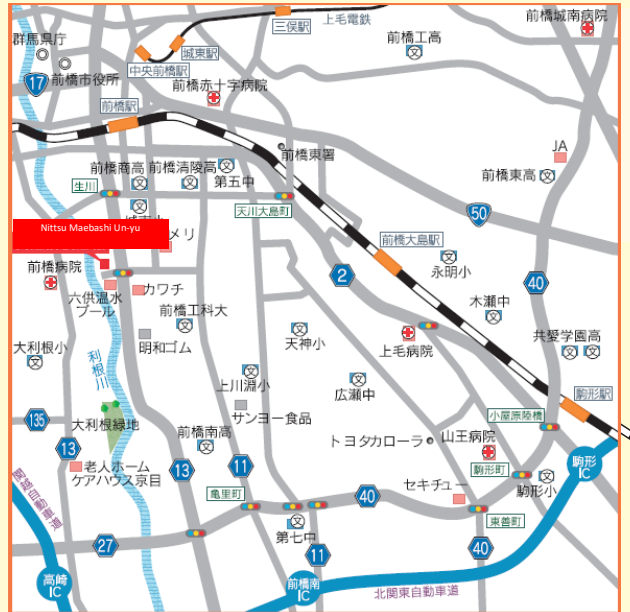 三俣駅
上毛電鉄
前橋城南病院
群馬県庁
城東駅
前橋工高
中央前橋駅
前橋市役所
17
前橋赤十字病院
前橋駅
前橋東署
JA
前橋商高
前橋清陵高
第五中
前橋東高
生川
天川大島町
50
Nittsu Maebashi Un-yu
メリ
前橋大島駅
永明小
前橋病院
2
40
六供温水
プール
カワチ
前橋工科大
木瀬中
共愛学園高
大利根小
利根川
明和ゴム
天神小
上毛病院
上川淵小
広瀬中
駒形駅
135
大利根緑地
サンヨー食品
小屋原陸橋
13
前橋南高
トヨタカローラ
山王病院
老人ホーム
ケアハウス京目
13
11
駒形町
駒形
IC
関越自動車道
亀里町
40
セキチュー
駒形小
東善町
第七中
27
11
40
高崎
IC
前橋南
IC
北関東自動車道